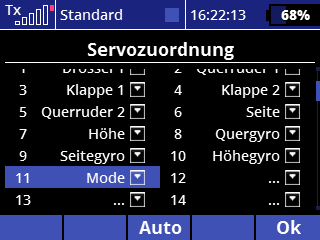 Tx Standard 16:22:13 68%
Servozuordnung
1 Drossel 1 2 Querruder 1
3 Klappe 1 4 Klappe 2
5 Querruder 2 6 Seite
7 Höhe 8 Quergyro
9 Seitegyro 10 Höhegyro
11 Mode 12 ...
13 ... 14 ...
Auto Ok